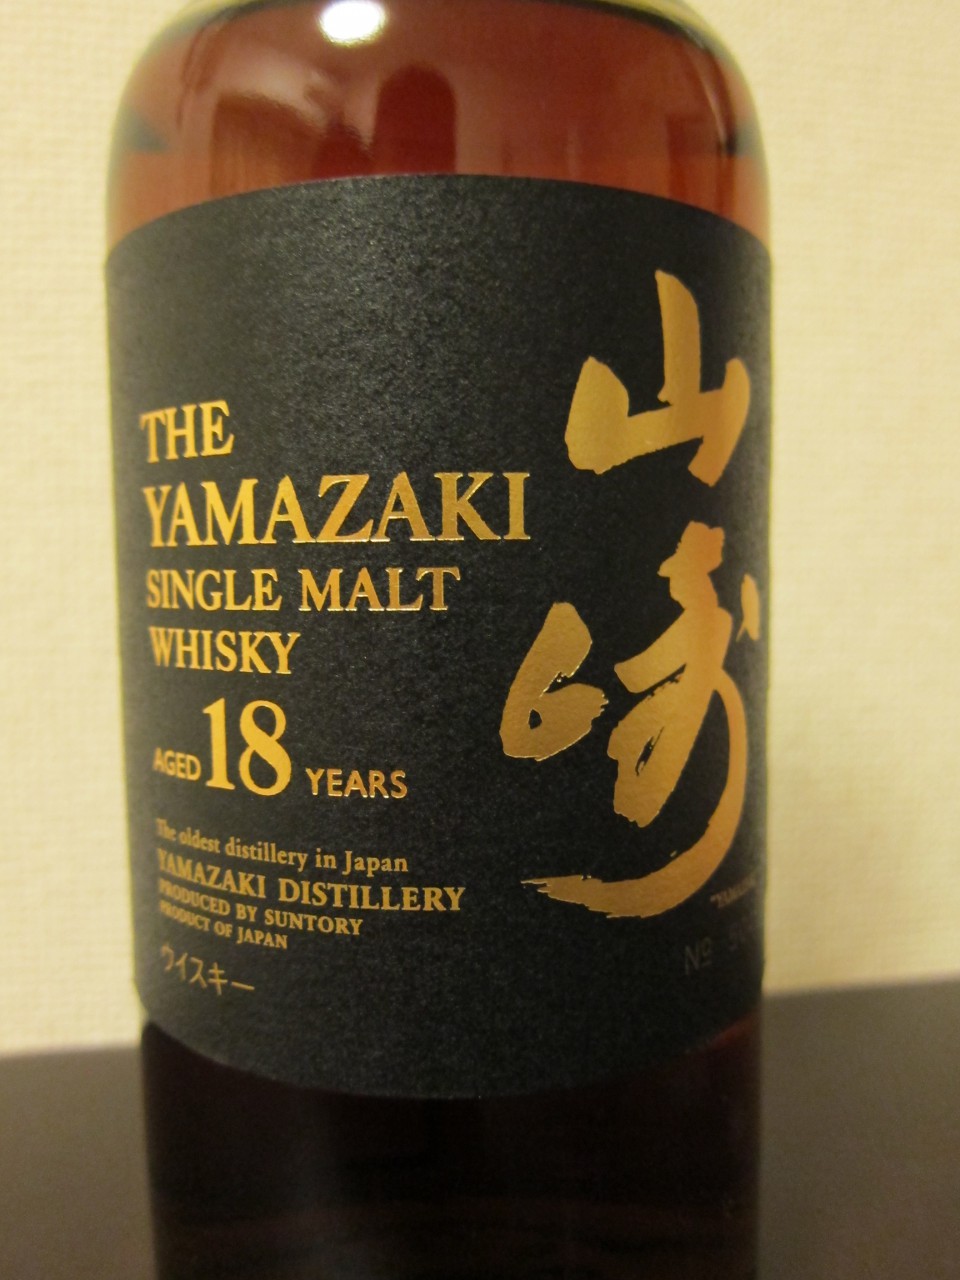 THE
YAMAZAKI
SINGLE MALT
WHISKY
AGED 18 YEARS
The oldest distillery in Japan
YAMAZAKI DISTILLERY
PRODUCED BY SUNTORY
PRODUCT OF JAPAN
ウイスキー
山崎
№